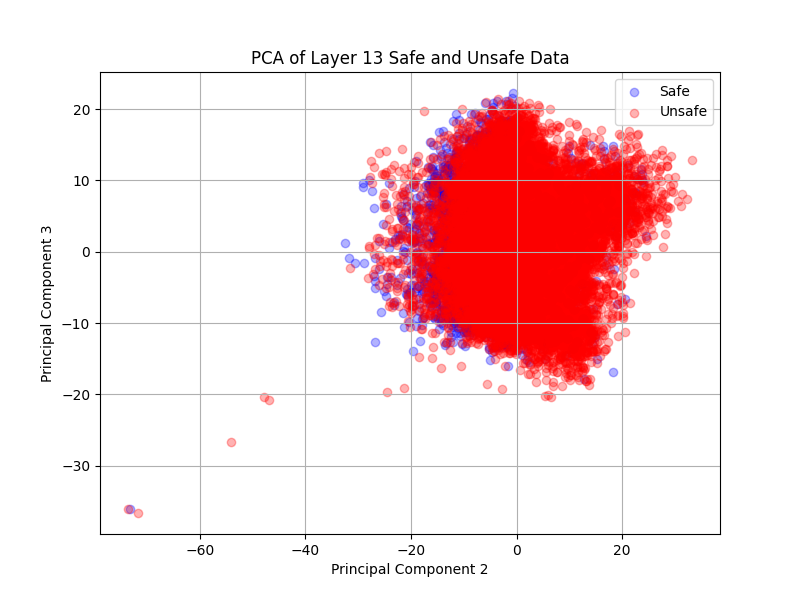 PCA of Layer 13 Safe and Unsafe Data
Safe
Unsafe
20
10
0
−10
−20
−30
Principal Component 3
−60
−40
−20
0
20
Principal Component 2